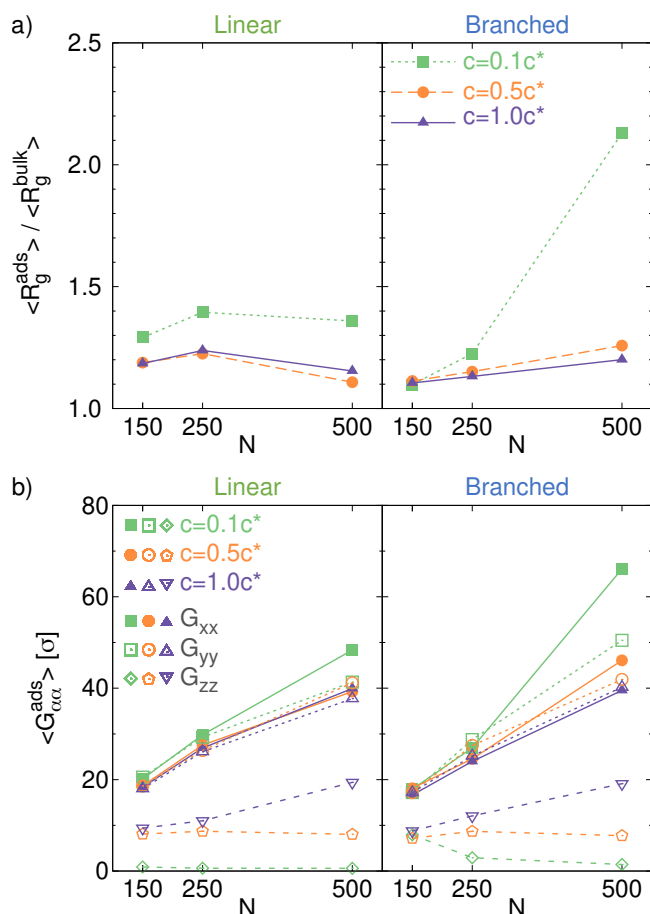 a)
Linear Branched
2.5
2.0
1.5
1.0
<R_g^ads> / <R_g^bulk>
c=0.1c*
c=0.5c*
c=1.0c*
150 250 500 150 250 500
N N
b)
Linear Branched
80
60
40
20
0
<G_αα^ads> [σ]
c=0.1c*
c=0.5c*
c=1.0c*
G_xx
G_yy
G_zz
150 250 500 150 250 500
N N